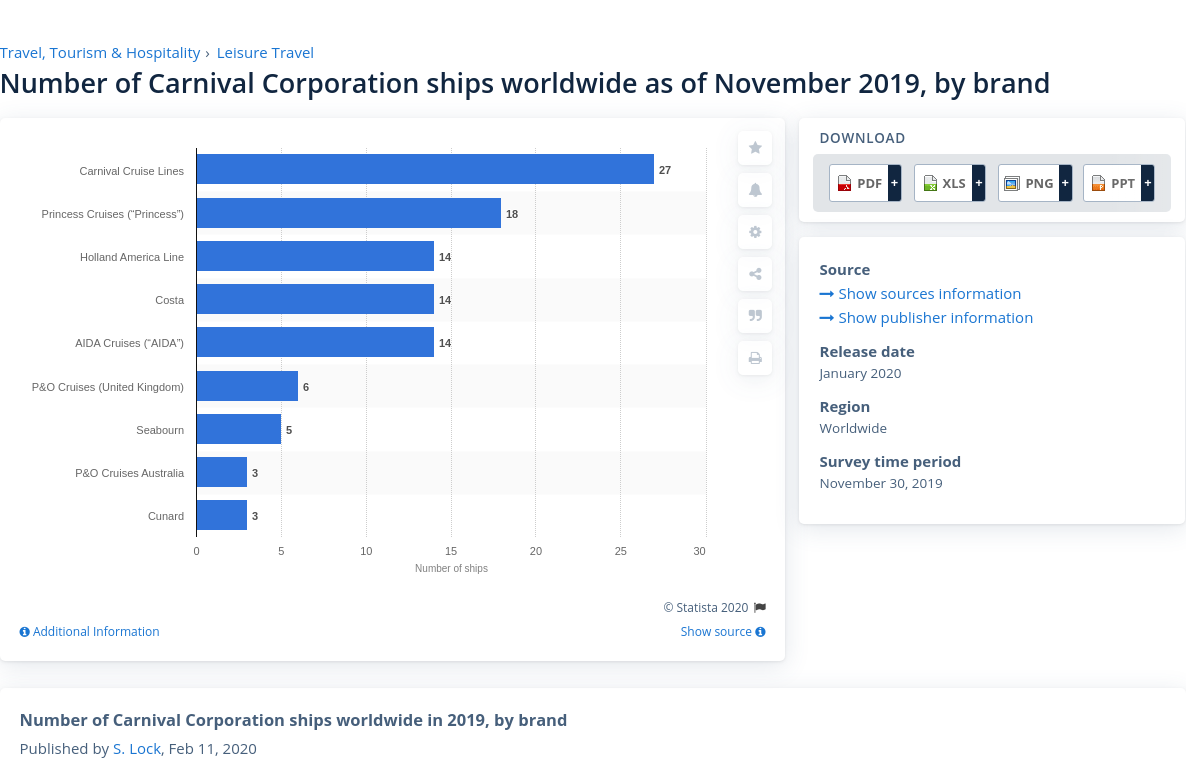 Travel, Tourism & Hospitality › Leisure Travel
Number of Carnival Corporation ships worldwide as of November 2019, by brand
Carnival Cruise Lines 27
Princess Cruises (“Princess”) 18
Holland America Line 14
Costa 14
AIDA Cruises (“AIDA”) 14
P&O Cruises (United Kingdom) 6
Seabourn 5
P&O Cruises Australia 3
Cunard 3
0 5 10 15 20 25 30
Number of ships
© Statista 2020
Additional Information
Show source
DOWNLOAD
PDF + XLS + PNG + PPT +
Source
Show sources information
Show publisher information
Release date
January 2020
Region
Worldwide
Survey time period
November 30, 2019
Number of Carnival Corporation ships worldwide in 2019, by brand
Published by S. Lock, Feb 11, 2020